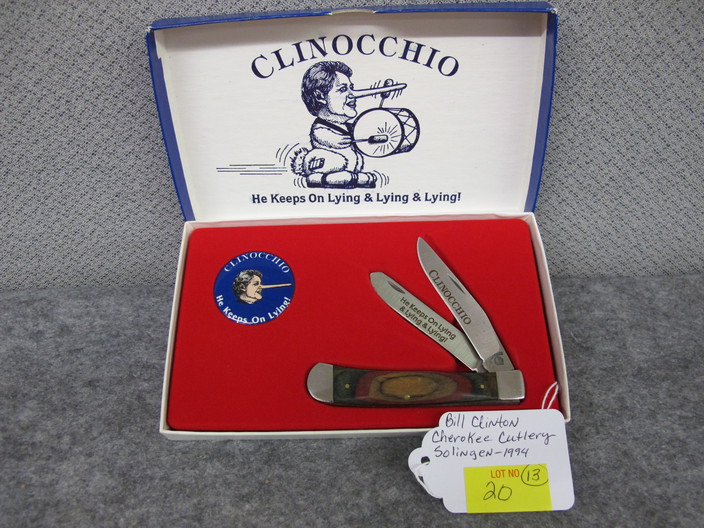 CLINOCCHIO
He Keeps On Lying & Lying & Lying!
CLINOCCHIO
He Keeps On Lying!
CLINOCCHIO
He Keeps On Lying
& Lying & Lying!
Bill Clinton
Cherokee Cutlery
Solingen-1994
LOT NO 13
20